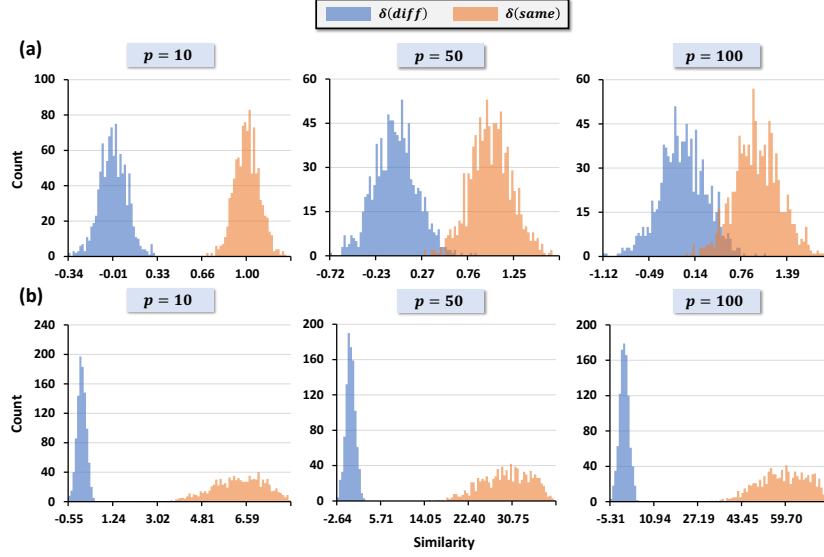 δ(diff) δ(same)
(a)
p = 10 p = 50 p = 100
Count
100
80
60
40
20
0
-0.34 -0.01 0.33 0.66 1.00
60
45
30
15
0
-0.72 -0.23 0.27 0.76 1.25
60
45
30
15
0
-1.12 -0.49 0.14 0.76 1.39
(b)
p = 10 p = 50 p = 100
Count
240
200
160
120
80
40
0
-0.55 1.24 3.02 4.81 6.59
200
160
120
80
40
0
-2.64 5.71 14.05 22.40 30.75
200
160
120
80
40
0
-5.31 10.94 27.19 43.45 59.70
Similarity